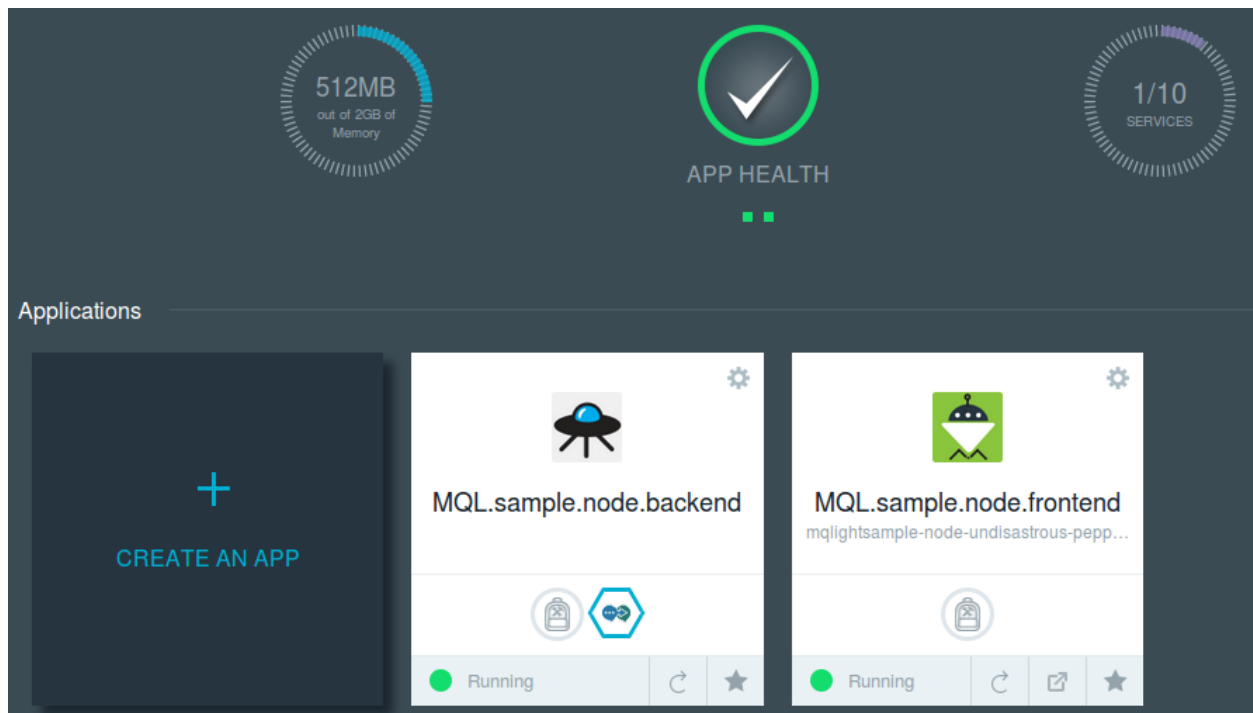 512MB
out of 2GB of
Memory
APP HEALTH
1/10
SERVICES
Applications
+
CREATE AN APP
MQL.sample.node.backend
Running
MQL.sample.node.frontend
mqlightsample-node-undisastrous-pepp...
Running